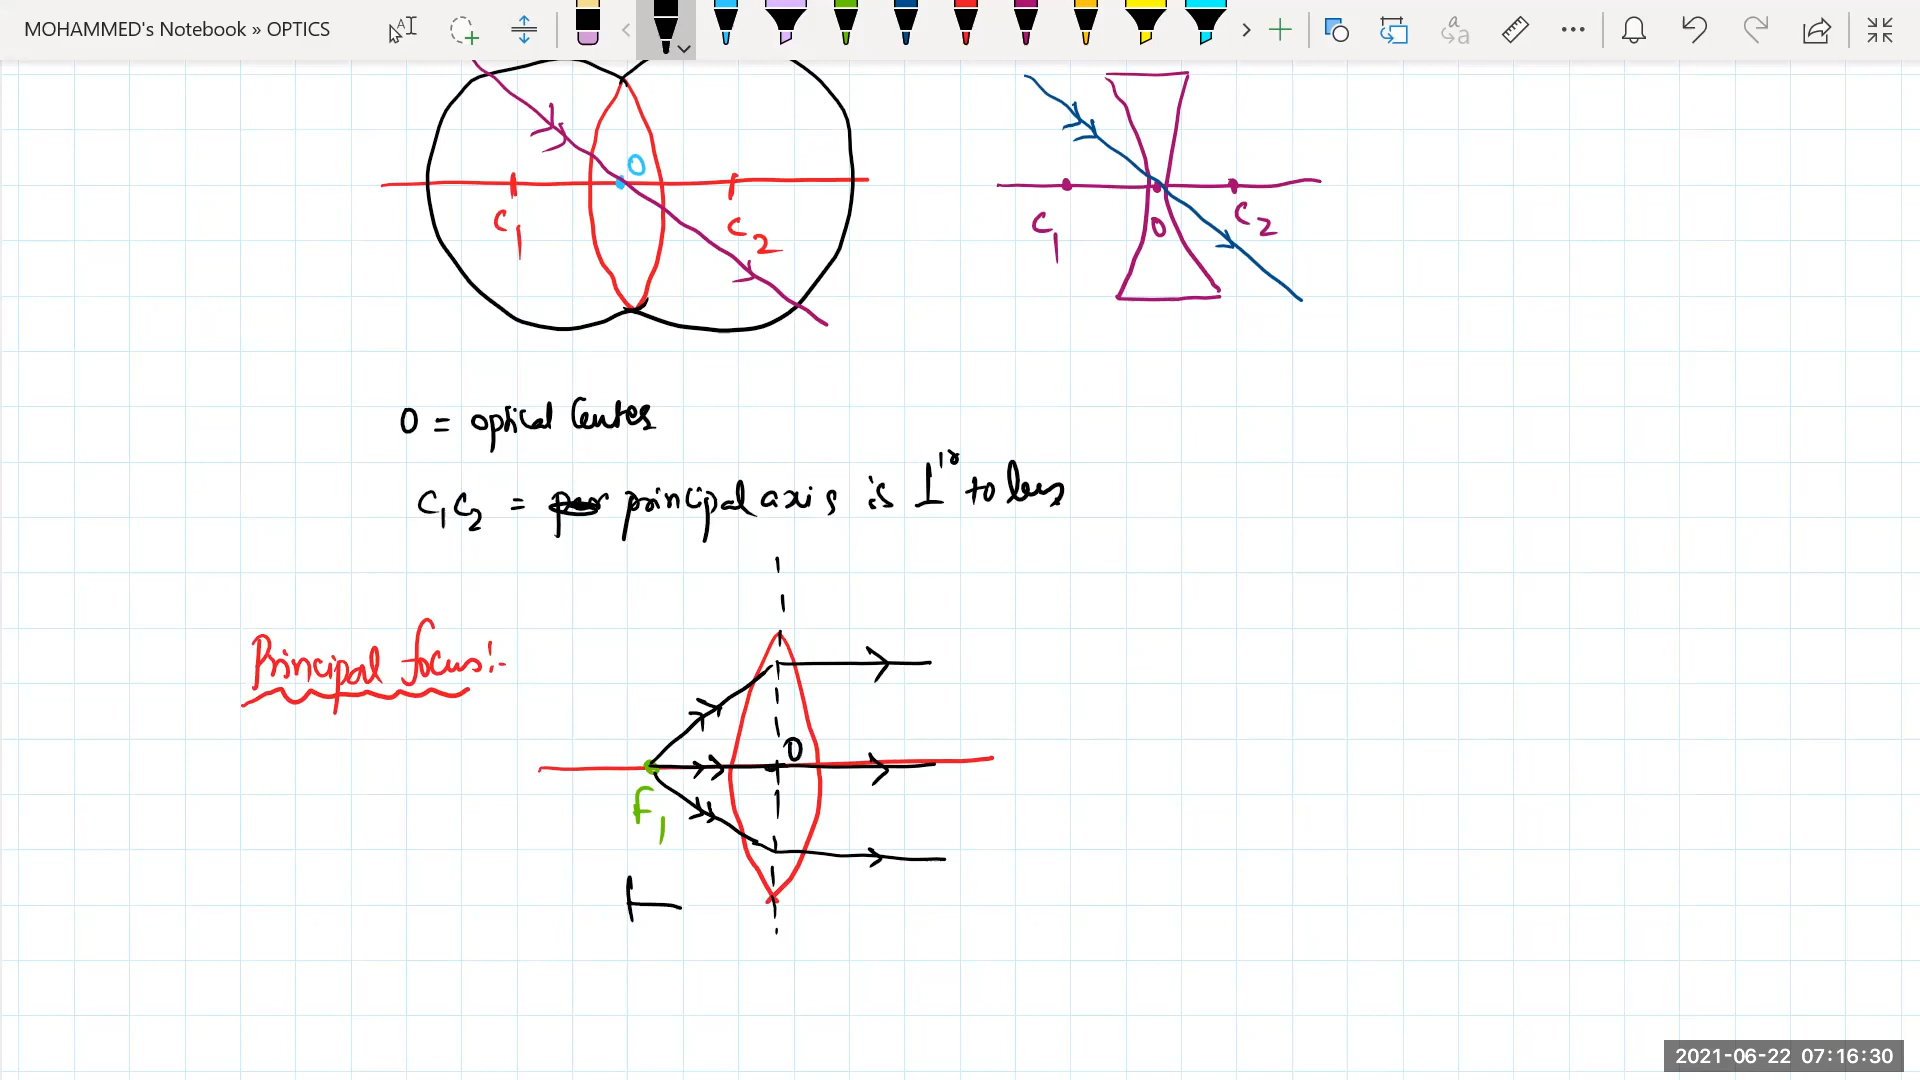 MOHAMMED's Notebook » OPTICS
O
C1
C2
C1
O
C2
O = optical Center
C1C2 = principal axis is ⊥ʳ to lens
Principal focus:-
O
F1
2021-06-22 07:16:30